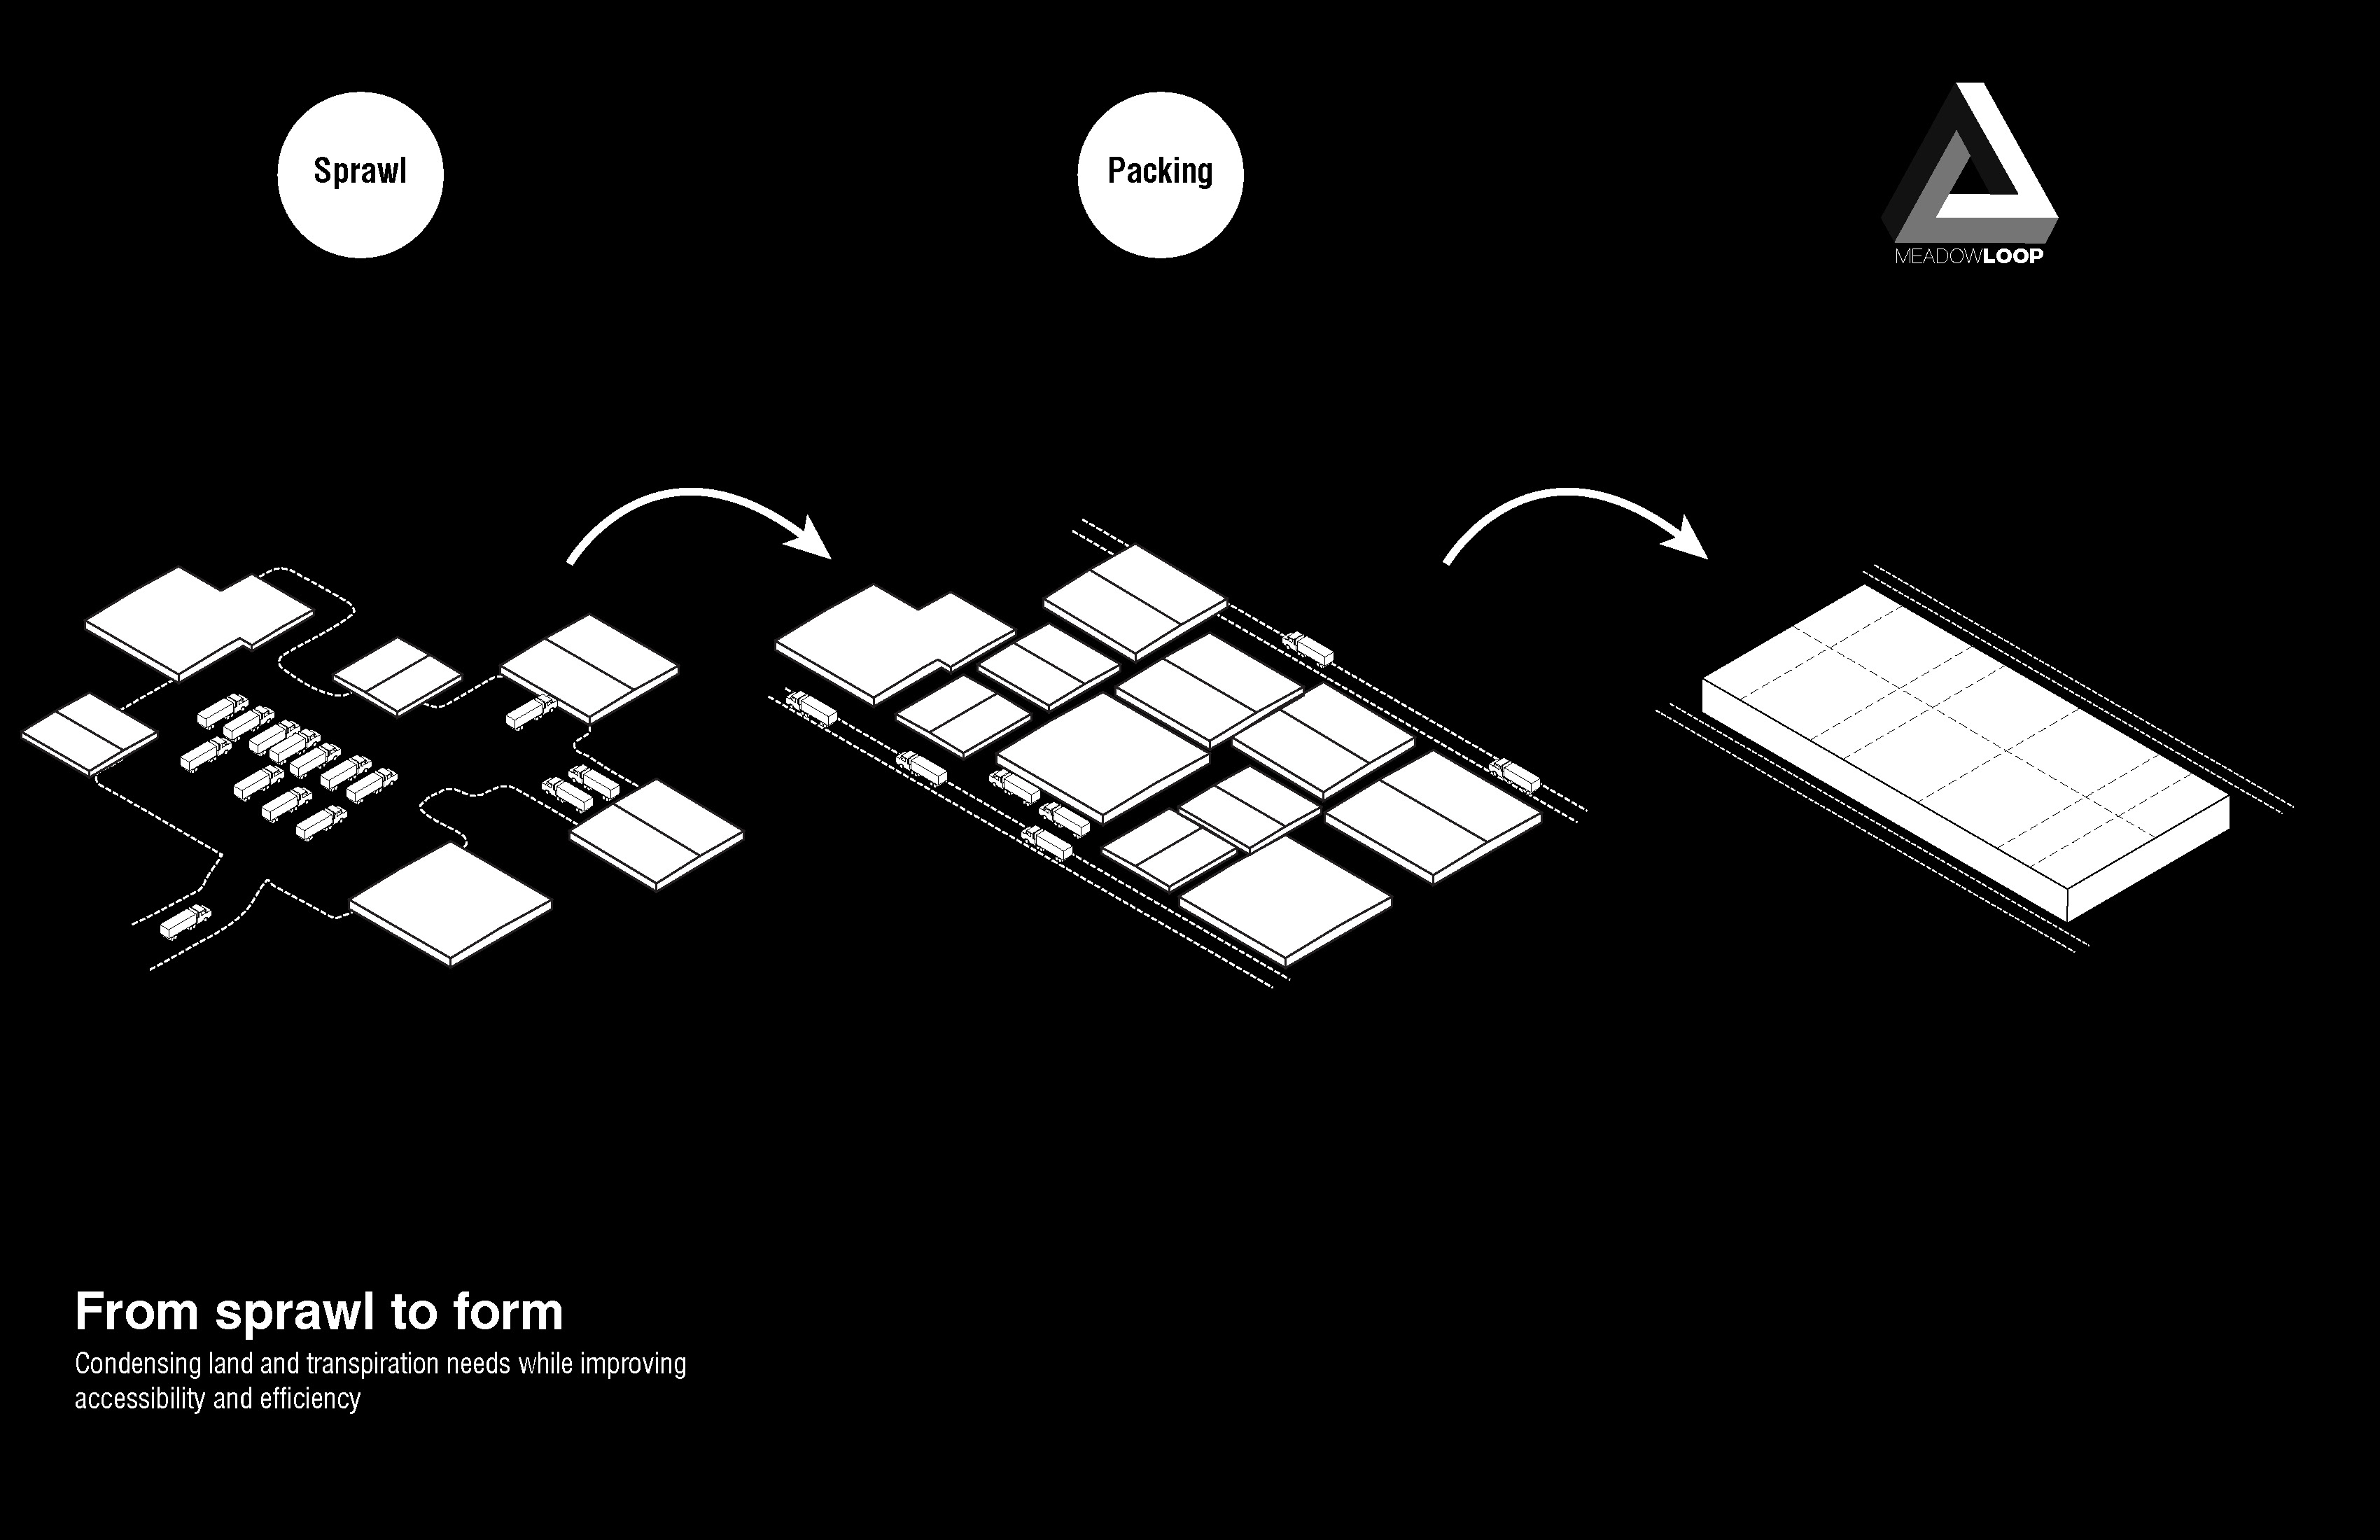 Sprawl
Packing
MEADOWLOOP
From sprawl to form
Condensing land and transpiration needs while improving
accessibility and efficiency